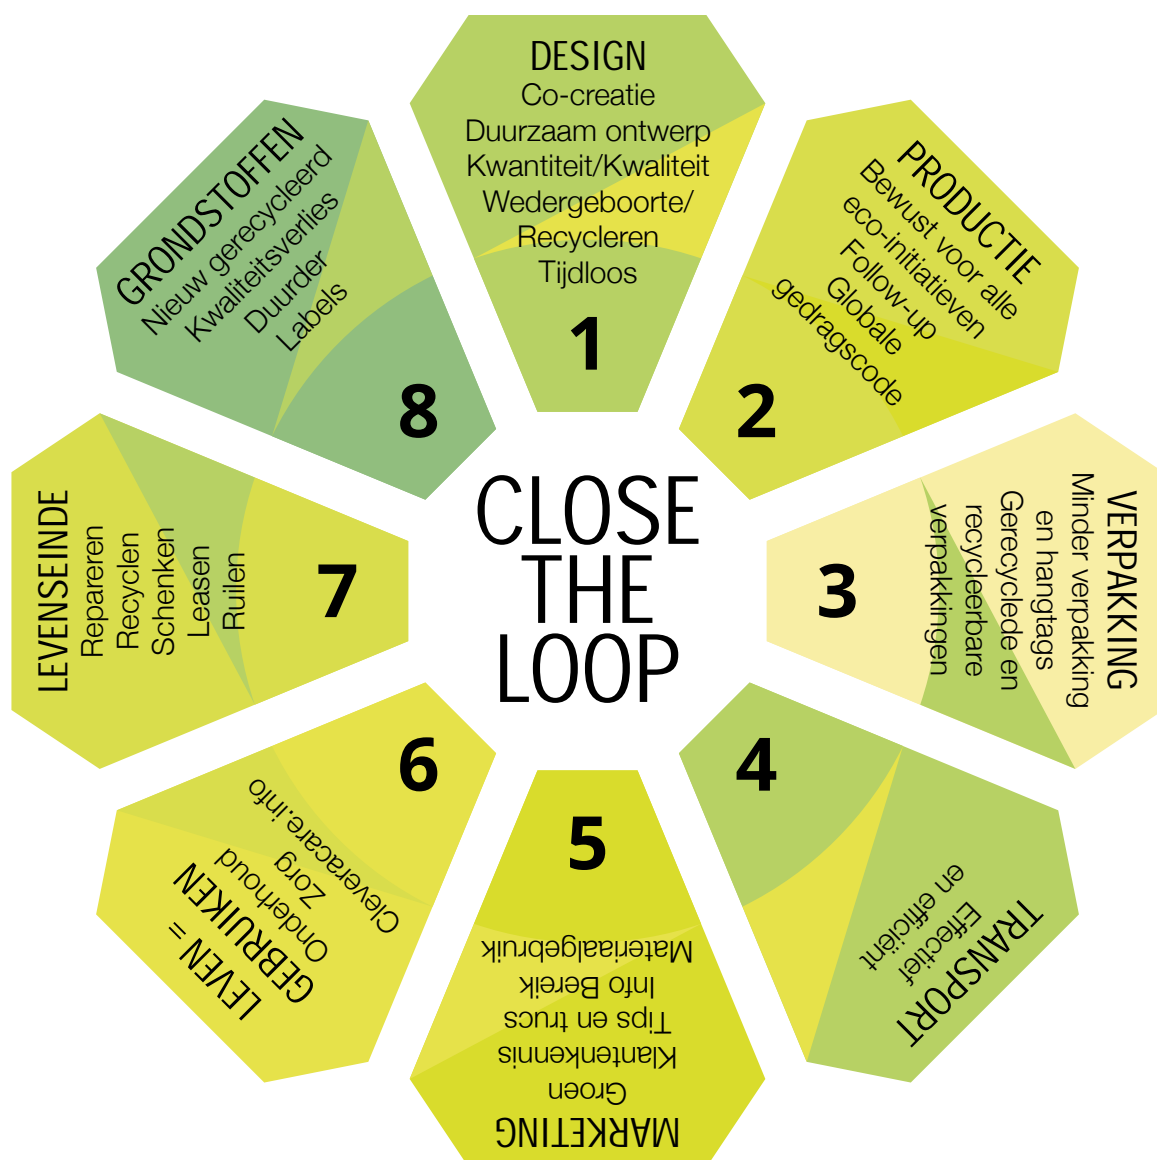 CLOSE
THE
LOOP
DESIGN
Co-creatie
Duurzaam ontwerp
Kwantiteit/Kwaliteit
Wedergeboorte/
Recycleren
Tijdloos
1
PRODUCTIE
Bewust voor alle
eco-initiatieven
Follow-up
Globale
gedragscode
2
VERPAKKING
Minder verpakking
en hangtags
Gerecyclede en
recycleerbare
verpakkingen
3
TRANSPORT
Effectief
en efficiënt
4
MARKETING
Groen
Klantenkennis
Tips en trucs
Info Bereik
Materiaalgebruik
5
LEVEN =
GEBRUIKEN
Onderhoud
Zorg
Cleveracare.info
6
LEVENSEINDE
Repareren
Recyclen
Schenken
Leasen
Ruilen
7
GRONDSTOFFEN
Nieuw gerecycleerd
Kwaliteitsverlies
Duurder
Labels
8